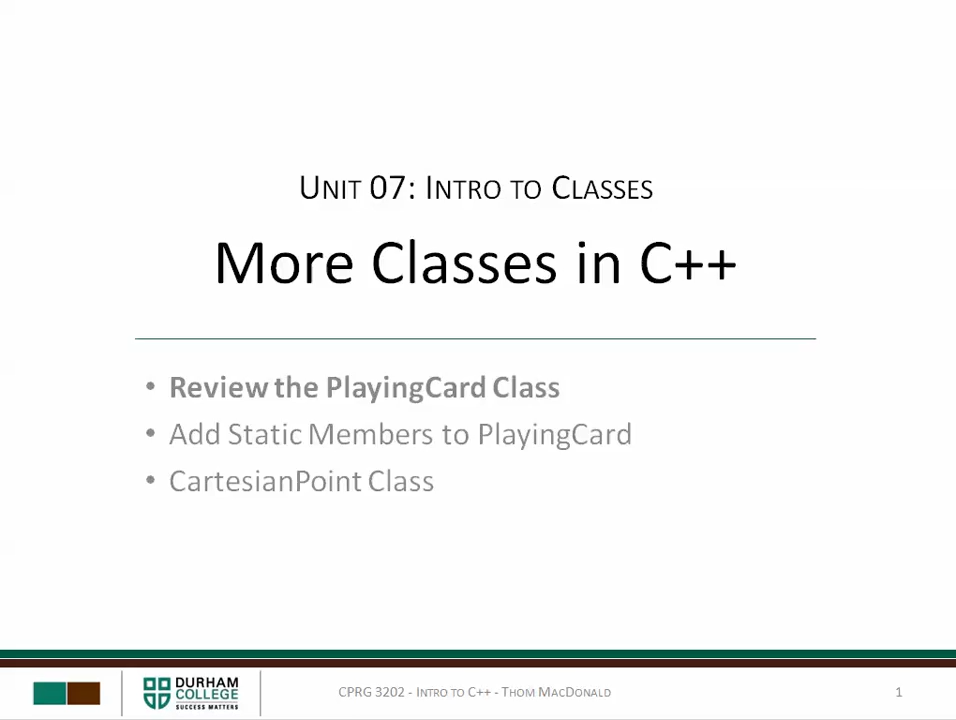 Unit 07: Intro to Classes
More Classes in C++
• Review the PlayingCard Class
• Add Static Members to PlayingCard
• CartesianPoint Class
DURHAM
COLLEGE
SUCCESS MATTERS
CPRG 3202 - Intro to C++ - Thom MacDonald
1